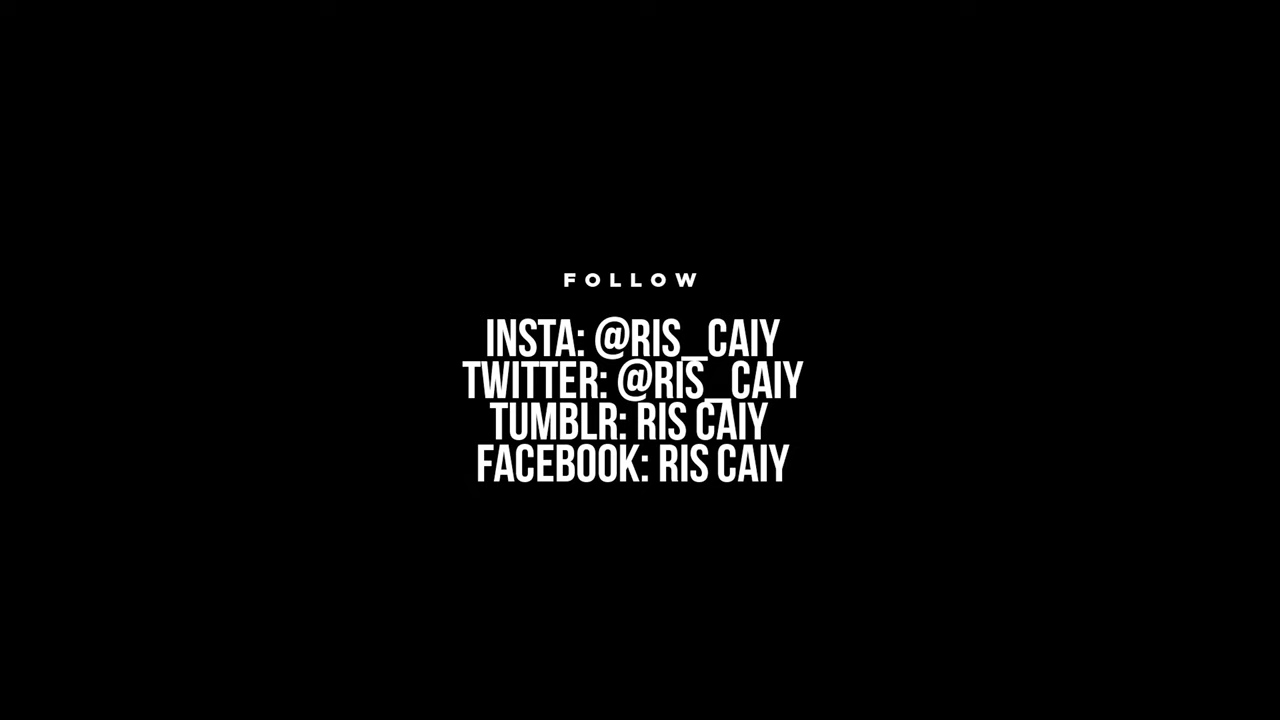 FOLLOW
INSTA: @RIS_CAIY
TWITTER: @RIS_CAIY
TUMBLR: RIS CAIY
FACEBOOK: RIS CAIY